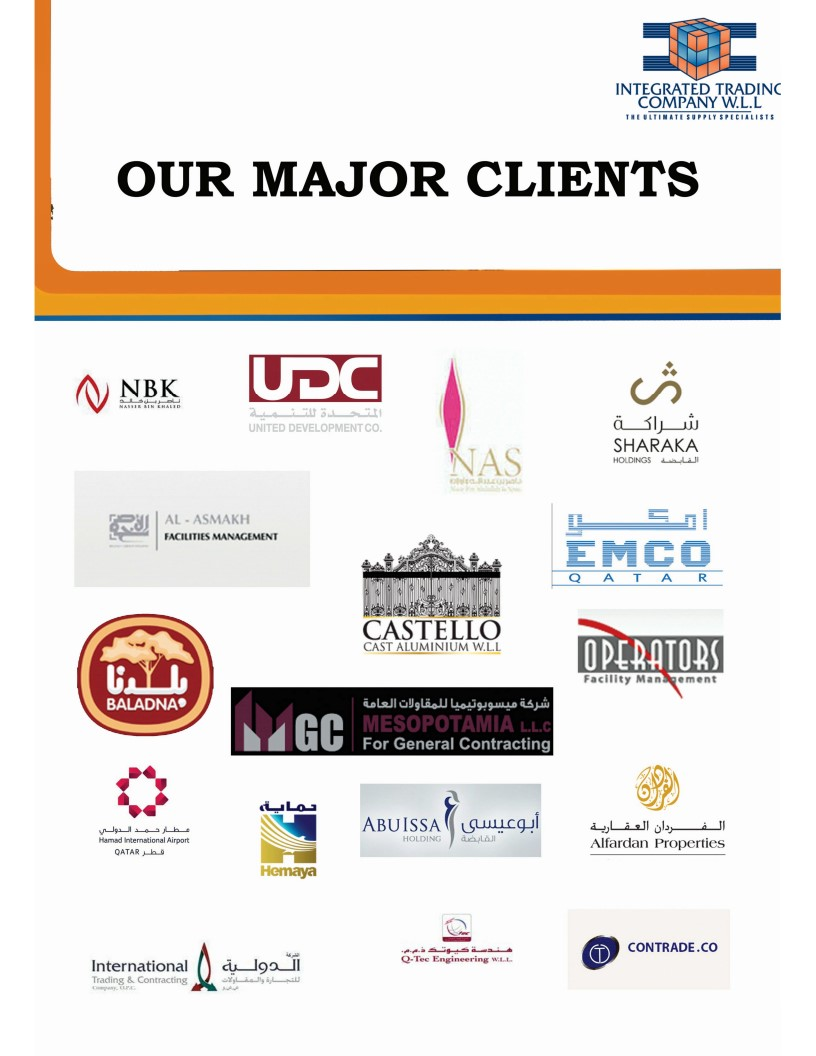 INTEGRATED TRADING
COMPANY W.L.L
THE ULTIMATE SUPPLY SPECIALISTS
OUR MAJOR CLIENTS
NBK
ناصر بن خالد
NASSER BIN KHALED
UDC
المتحدة للتنمية
UNITED DEVELOPMENT CO.
NAS
ناصر بن عبدالله وأولاده
Nasr Bin Abdullah & Sons
شراكة
SHARAKA
HOLDINGS القابضة
AL - ASMAKH
FACILITIES MANAGEMENT
امكو
EMCO
QATAR
CASTELLO
CAST ALUMINIUM W.L.L
بلدنا
BALADNA
OPERATORS
Facility Management
MGC
شركة ميسوبوتيميا للمقاولات العامة
MESOPOTAMIA L.L.C
For General Contracting
مطار حمد الدولي
Hamad International Airport
QATAR قطر
حماية
Hemaya
ABUISSA أبوعيسى
HOLDING القابضة
الفردان العقارية
Alfardan Properties
International
Trading & Contracting
الشركة
الدولية
للتجارة والمقاولات
هندسة كيوتك ذ.م.م.
Q-Tec Engineering W.L.L.
CONTRADE.CO